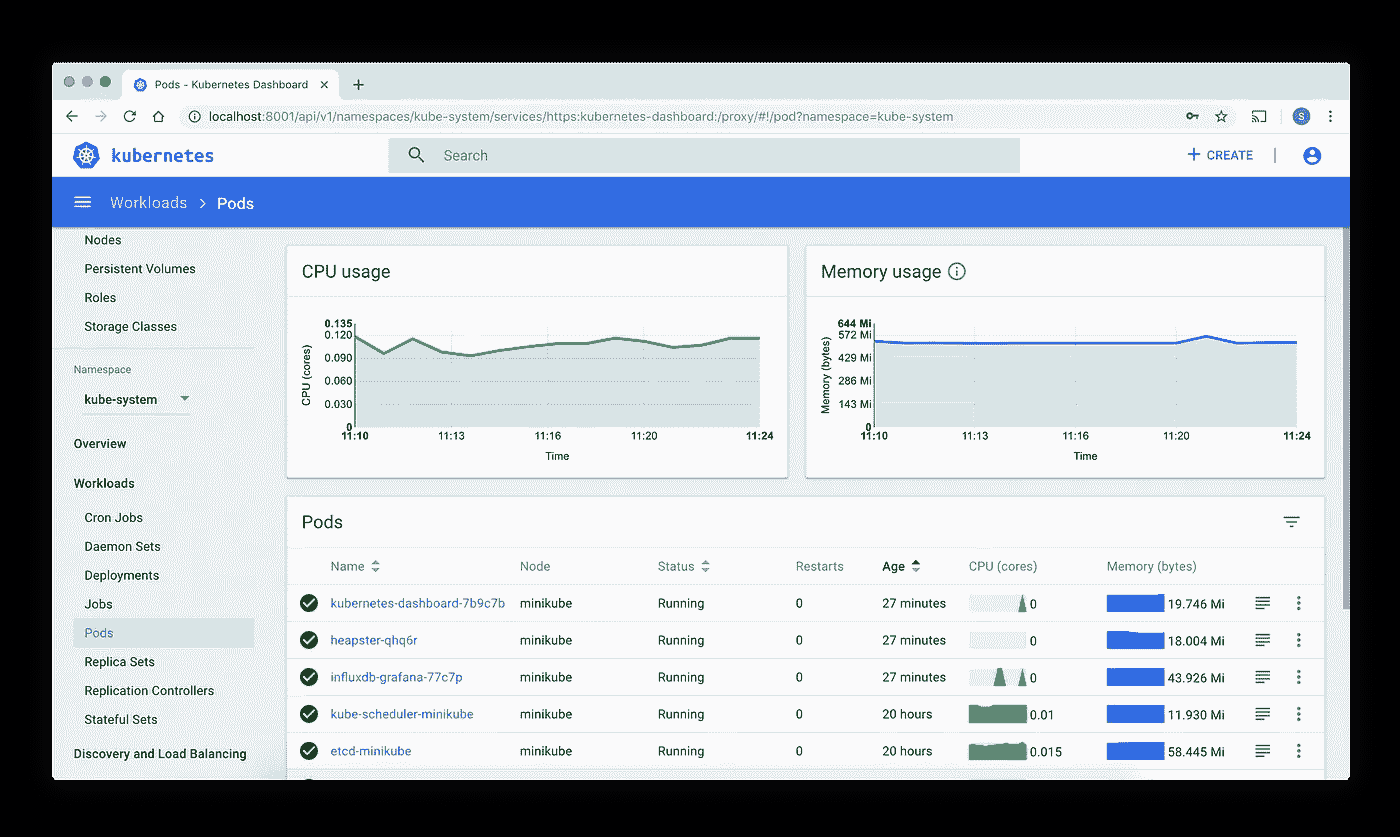 Pods - Kubernetes Dashboard
localhost:8001/api/v1/namespaces/kube-system/services/https:kubernetes-dashboard:/proxy/#!/pod?namespace=kube-system
S
kubernetes
Search
CREATE
Workloads > Pods
Nodes
Persistent Volumes
Roles
Storage Classes
Namespace
kube-system
Overview
Workloads
Cron Jobs
Daemon Sets
Deployments
Jobs
Pods
Replica Sets
Replication Controllers
Stateful Sets
Discovery and Load Balancing
CPU usage
CPU (cores)
0.135
0.120
0.090
0.060
0.030
0
11:10 11:13 11:16 11:20 11:24
Time
Memory usage
Memory (bytes)
644 Mi
572 Mi
429 Mi
286 Mi
143 Mi
0
11:10 11:13 11:16 11:20 11:24
Time
Pods
Name Node Status Restarts Age CPU (cores) Memory (bytes)
kubernetes-dashboard-7b9c7b minikube Running 0 27 minutes 0 19.746 Mi
heapster-qhq6r minikube Running 0 27 minutes 0 18.004 Mi
influxdb-grafana-77c7p minikube Running 0 27 minutes 0 43.926 Mi
kube-scheduler-minikube minikube Running 0 20 hours 0.01 11.930 Mi
etcd-minikube minikube Running 0 20 hours 0.015 58.445 Mi